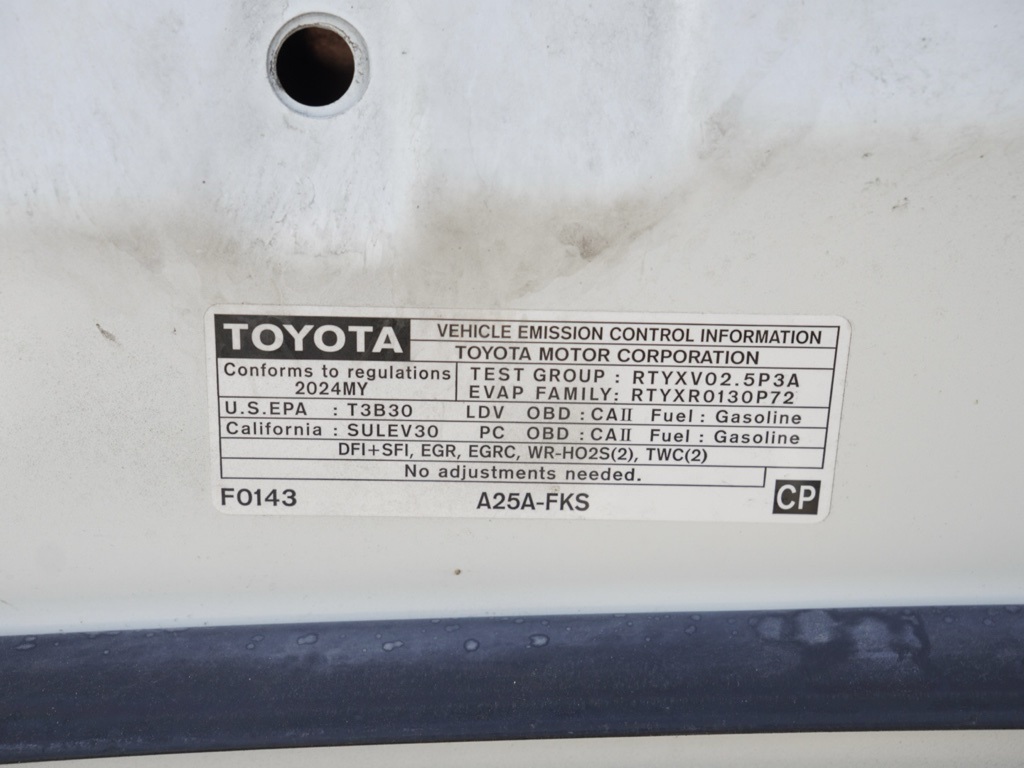 TOYOTA VEHICLE EMISSION CONTROL INFORMATION
TOYOTA MOTOR CORPORATION
Conforms to regulations
2024MY
TEST GROUP : RTYXV02.5P3A
EVAP FAMILY: RTYXR0130P72
U.S.EPA : T3B30 LDV OBD : CAII Fuel : Gasoline
California : SULEV30 PC OBD : CAII Fuel : Gasoline
DFI+SFI, EGR, EGRC, WR-HO2S(2), TWC(2)
No adjustments needed.
F0143 A25A-FKS CP